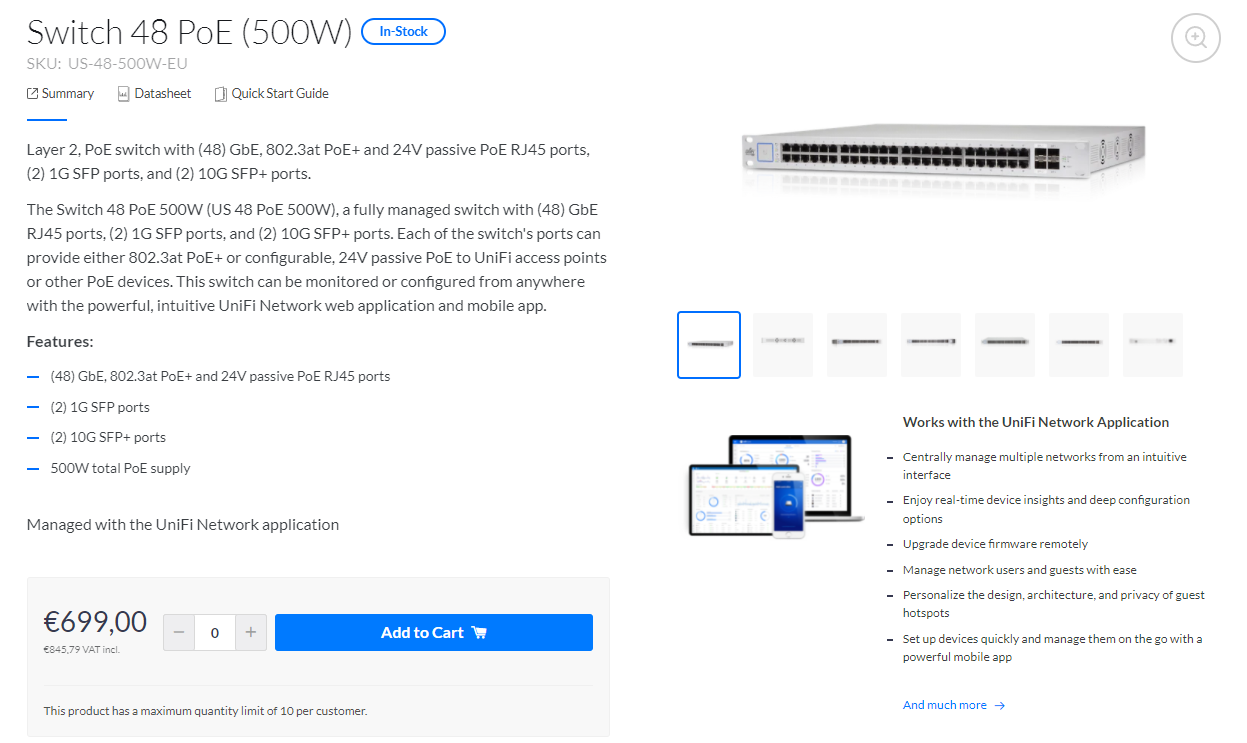 Switch 48 PoE (500W)
In-Stock
SKU: US-48-500W-EU
Summary
Datasheet
Quick Start Guide
Layer 2, PoE switch with (48) GbE, 802.3at PoE+ and 24V passive PoE RJ45 ports,
(2) 1G SFP ports, and (2) 10G SFP+ ports.
The Switch 48 PoE 500W (US 48 PoE 500W), a fully managed switch with (48) GbE
RJ45 ports, (2) 1G SFP ports, and (2) 10G SFP+ ports. Each of the switch's ports can
provide either 802.3at PoE+ or configurable, 24V passive PoE to UniFi access points
or other PoE devices. This switch can be monitored or configured from anywhere
with the powerful, intuitive UniFi Network web application and mobile app.
Features:
(48) GbE, 802.3at PoE+ and 24V passive PoE RJ45 ports
(2) 1G SFP ports
(2) 10G SFP+ ports
500W total PoE supply
Managed with the UniFi Network application
€699,00
€845,79 VAT incl.
− 0 +
Add to Cart
This product has a maximum quantity limit of 10 per customer.
Works with the UniFi Network Application
Centrally manage multiple networks from an intuitive
interface
Enjoy real-time device insights and deep configuration
options
Upgrade device firmware remotely
Manage network users and guests with ease
Personalize the design, architecture, and privacy of guest
hotspots
Set up devices quickly and manage them on the go with a
powerful mobile app
And much more →